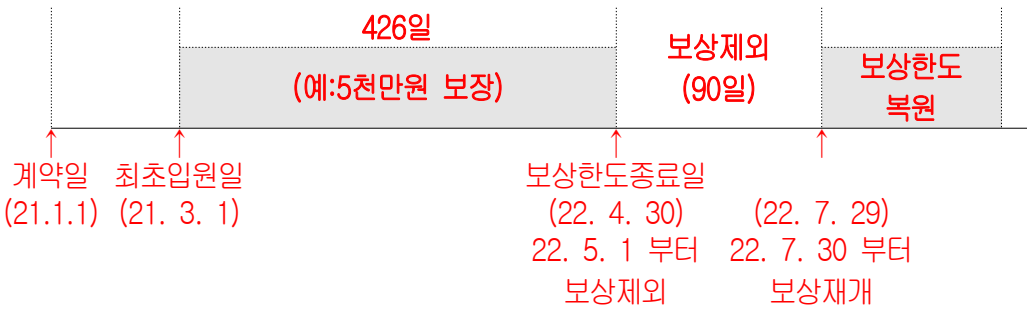 426일
(예:5천만원 보장)
보상제외
(90일)
보상한도
복원
계약일
(21.1.1)
최초입원일
(21. 3. 1)
보상한도종료일
(22. 4. 30)
22. 5. 1 부터
보상제외
(22. 7. 29)
22. 7. 30 부터
보상재개